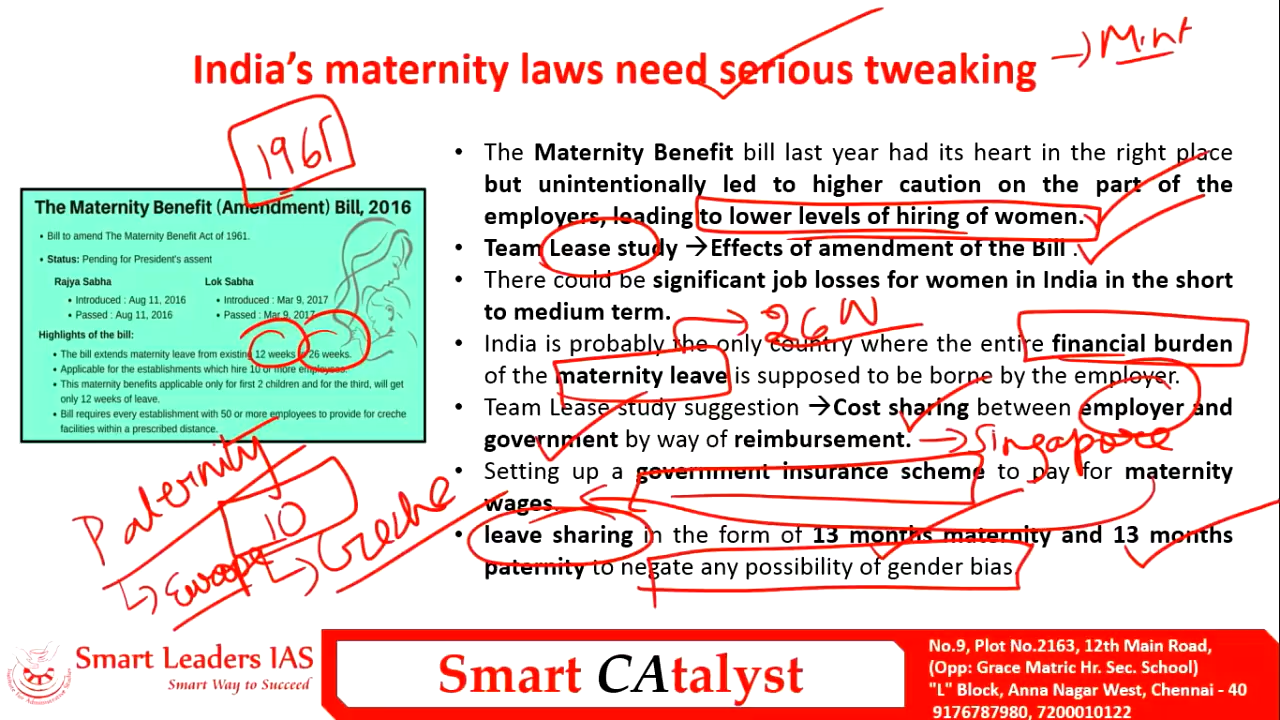 India's maternity laws need serious tweaking
→ Mint
1961
The Maternity Benefit (Amendment) Bill, 2016
• Bill to amend The Maternity Benefit Act of 1961.
• Status: Pending for President's assent
Rajya Sabha
• Introduced : Aug 11, 2016
• Passed : Aug 11, 2016
Lok Sabha
• Introduced : Mar 9, 2017
• Passed : Mar 9, 2017
Highlights of the bill:
• The bill extends maternity leave from existing 12 weeks to 26 weeks.
• Applicable for the establishments which hire 10 or more employees.
• This maternity benefits applicable only for first 2 children and for the third, will get
only 12 weeks of leave.
• Bill requires every establishment with 50 or more employees to provide for creche
facilities within a prescribed distance.
Paternity
10
Europe
Creche
• The Maternity Benefit bill last year had its heart in the right place
but unintentionally led to higher caution on the part of the
employers, leading to lower levels of hiring of women.
• Team Lease study →Effects of amendment of the Bill .
• There could be significant job losses for women in India in the short
to medium term.
26 W
• India is probably the only country where the entire financial burden
of the maternity leave is supposed to be borne by the employer.
• Team Lease study suggestion →Cost sharing between employer and
government by way of reimbursement.
→ Singapore
• Setting up a government insurance scheme to pay for maternity
wages.
• leave sharing in the form of 13 months maternity and 13 months
paternity to negate any possibility of gender bias
Smart Leaders IAS
Smart Way to Succeed
Smart CAtalyst
No.9, Plot No.2163, 12th Main Road,
(Opp: Grace Matric Hr. Sec. School)
"L" Block, Anna Nagar West, Chennai - 40
9176787980, 7200010122